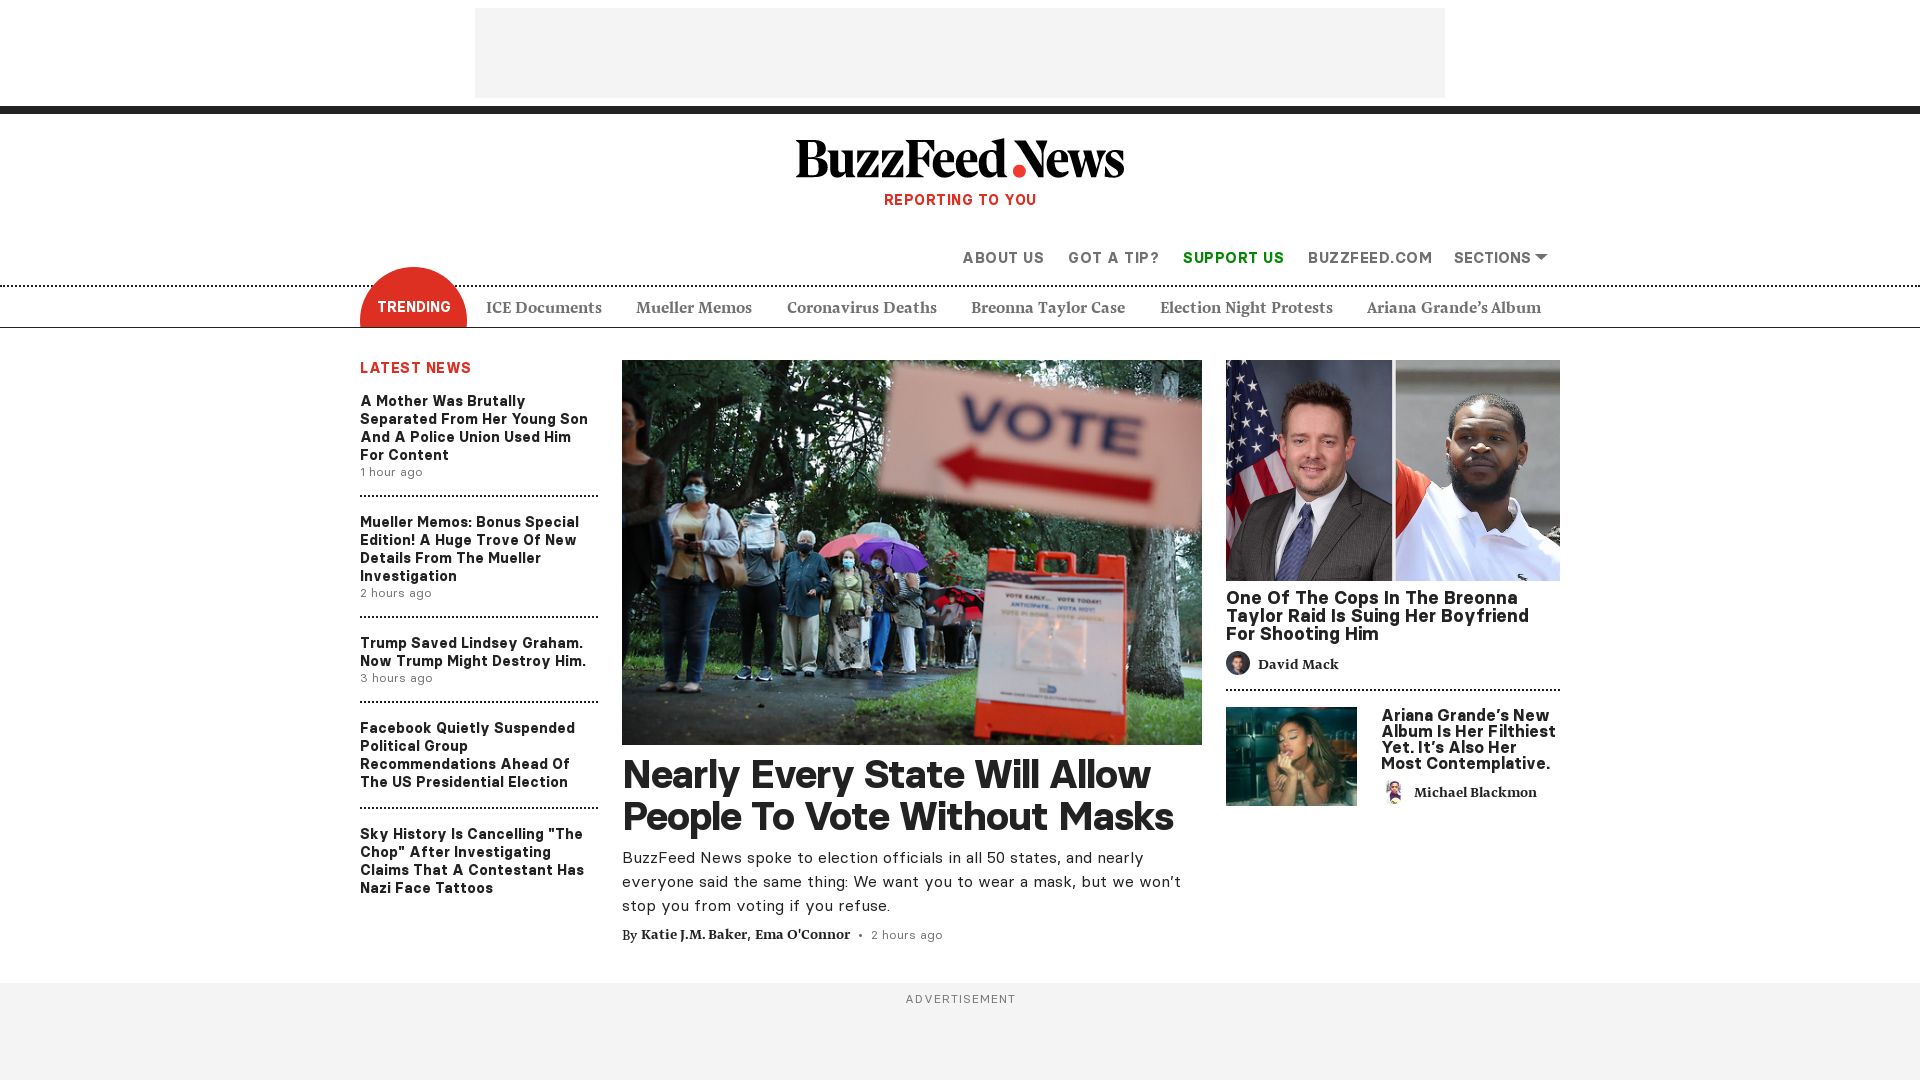 BuzzFeed News
REPORTING TO YOU
ABOUT US GOT A TIP? SUPPORT US BUZZFEED.COM SECTIONS
TRENDING ICE Documents Mueller Memos Coronavirus Deaths Breonna Taylor Case Election Night Protests Ariana Grande’s Album
LATEST NEWS
A Mother Was Brutally
Separated From Her Young Son
And A Police Union Used Him
For Content
1 hour ago
Mueller Memos: Bonus Special
Edition! A Huge Trove Of New
Details From The Mueller
Investigation
2 hours ago
Trump Saved Lindsey Graham.
Now Trump Might Destroy Him.
3 hours ago
Facebook Quietly Suspended
Political Group
Recommendations Ahead Of
The US Presidential Election
Sky History Is Cancelling "The
Chop" After Investigating
Claims That A Contestant Has
Nazi Face Tattoos
VOTE
VOTE EARLY... VOTE TODAY!
Nearly Every State Will Allow
People To Vote Without Masks
BuzzFeed News spoke to election officials in all 50 states, and nearly
everyone said the same thing: We want you to wear a mask, but we won’t
stop you from voting if you refuse.
By Katie J.M. Baker, Ema O'Connor • 2 hours ago
One Of The Cops In The Breonna
Taylor Raid Is Suing Her Boyfriend
For Shooting Him
David Mack
Ariana Grande’s New
Album Is Her Filthiest
Yet. It’s Also Her
Most Contemplative.
Michael Blackmon
ADVERTISEMENT